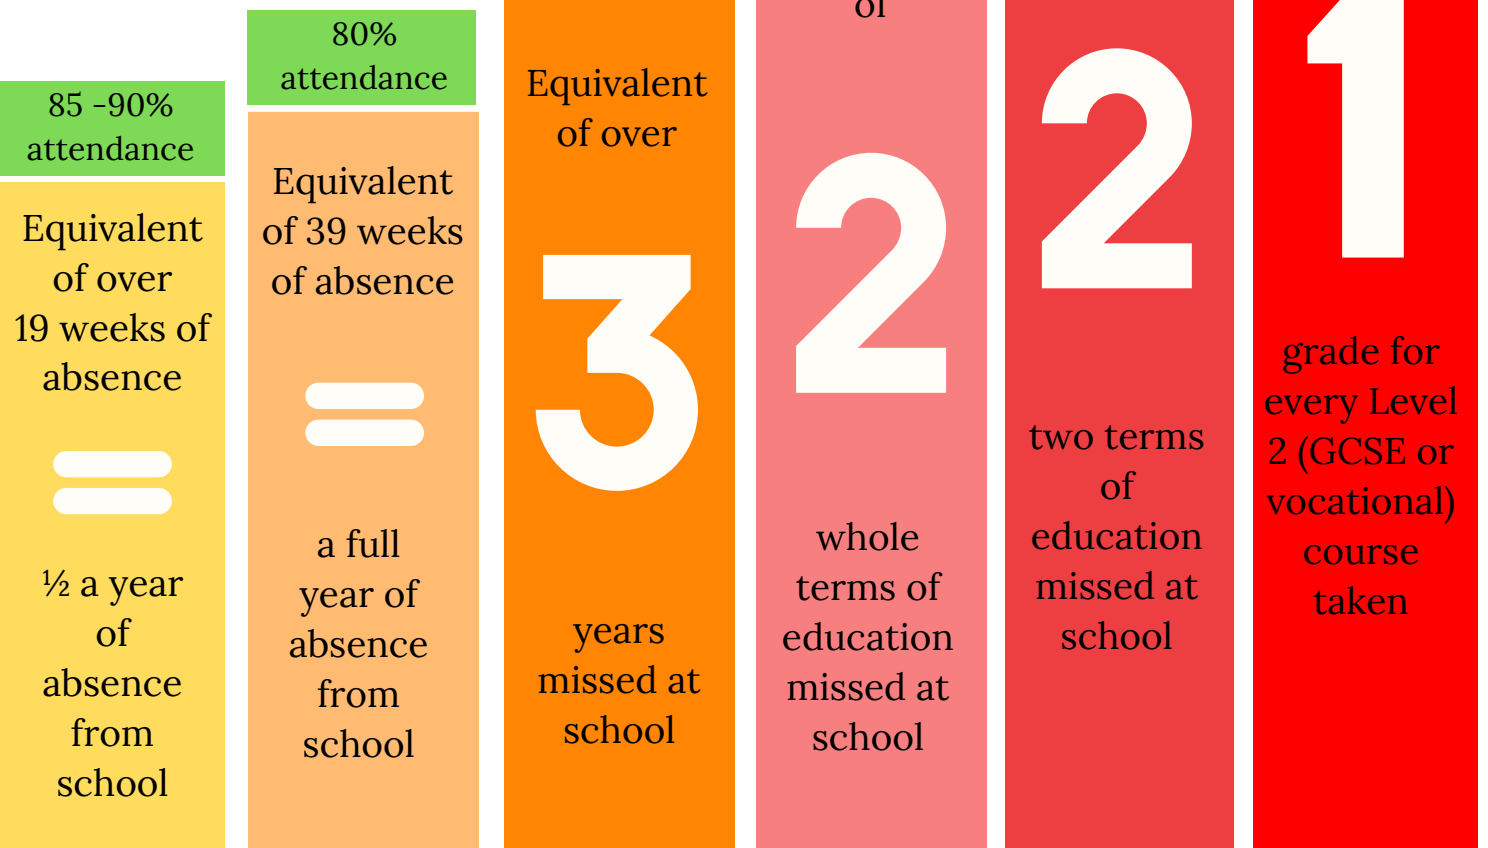 85 -90%
attendance
Equivalent
of over
19 weeks of
absence
=
½ a year
of
absence
from
school
80%
attendance
Equivalent
of 39 weeks
of absence
=
a full
year of
absence
from
school
Equivalent
of over
3
years
missed at
school
of
2
whole
terms of
education
missed at
school
2
two terms
of
education
missed at
school
1
grade for
every Level
2 (GCSE or
vocational)
course
taken